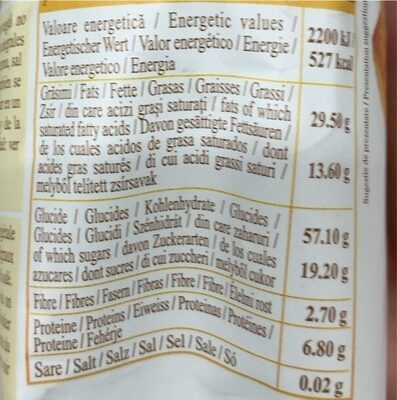 Valoare energetică / Energetic values /
Energetischer Wert / Valor energético / Energie / 2200 kJ/
Valore energetico / Energia 527 kcal
Grăsimi / Fats / Fette / Grasas / Graisses / Grassi /
Zsír / din care acizi grași saturați / fats of which 29.50 g
saturated fatty acids / Davon gesättigte Fettsäuren /
de los cuales acidos de grasa saturados / dont
acides gras saturés / di cui acidi grassi saturi / 13.60 g
melyből telített zsírsavak
Glucide / Glucides / Kohlenhydrate / Glucides /
Glucides / Glucidi / Szénhidrát / din care zaharuri / 57.10 g
of which sugars / davon Zuckerarten / de los cuales
azucares / dont sucres / di cui zuccheri / melyből cukor 19.20 g
Fibre / Fibres / Fasern / Fibras / Fibre / Fibre / Élelmi rost 2.70 g
Proteine / Proteins / Eiweiss / Proteinas / Protéines /
Proteine / Fehérje 6.80 g
Sare / Salt / Salz / Sal / Sel / Sale / Só 0.02 g
Sugestie de prezentare / Presentation suggestion